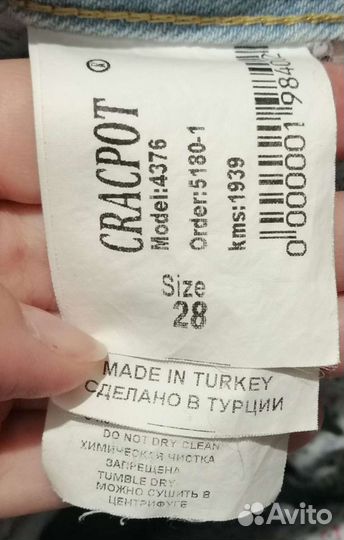 CRACPOT ®
Model:4376
Order:5180-1
kms:1939
Size
28
MADE IN TURKEY
СДЕЛАНО В ТУРЦИИ
DO NOT DRY CLEAN
ХИМИЧЕСКАЯ ЧИСТКА
ЗАПРЕЩЕНА
TUMBLE DRY
МОЖНО СУШИТЬ В
ЦЕНТРИФУГЕ
Avito